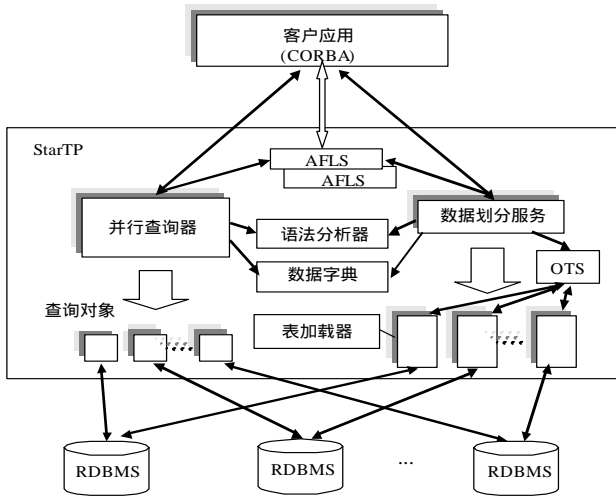 客户应用
(CORBA)
StarTP
AFLS
AFLS
并行查询器
语法分析器
数据划分服务
数据字典
OTS
查询对象
表加载器
RDBMS
RDBMS
...
RDBMS